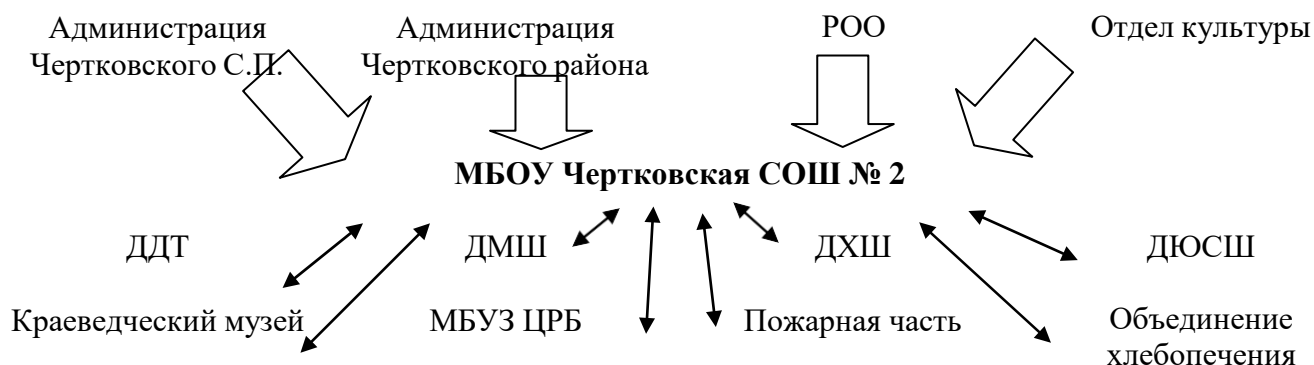 Администрация
Чертковского С.П.
Администрация
Чертковского района
РОО
Отдел культуры
МБОУ Чертковская СОШ № 2
ДДТ
ДМШ
ДХШ
ДЮСШ
Краеведческий музей
МБУЗ ЦРБ
Пожарная часть
Объединение
хлебопечения